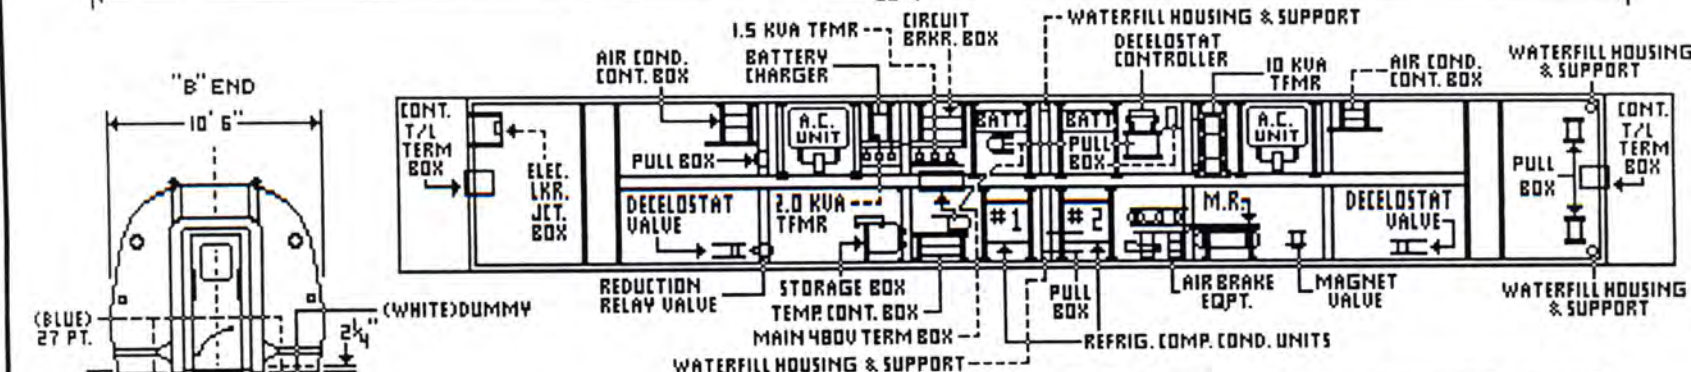 "B" END
10' 6"
(BLUE)
27 PT.
(WHITE)DUMMY
2¼"
CONT.
T/L
TERM
BOX
ELEC.
LKR.
JCT.
BOX
AIR COND.
CONT. BOX
1.5 KVA TFMR
BATTERY
CHARGER
CIRCUIT
BRKR. BOX
WATERFILL HOUSING & SUPPORT
DECELOSTAT
CONTROLLER
10 KVA
TFMR
AIR COND.
CONT. BOX
WATERFILL HOUSING
& SUPPORT
A.C.
UNIT
BATT.
BATT.
A.C.
UNIT
PULL BOX
PULL
BOX
PULL
BOX
CONT.
T/L
TERM
BOX
DECELOSTAT
VALVE
2.0 KVA
TFMR
#1
#2
M.R.
DECELOSTAT
VALVE
REDUCTION
RELAY VALVE
STORAGE BOX
TEMP. CONT. BOX
MAIN 480V TERM BOX
WATERFILL HOUSING & SUPPORT
PULL
BOX
AIR BRAKE
EQPT.
MAGNET
VALVE
REFRIG. COMP. COND. UNITS
WATERFILL HOUSING
& SUPPORT